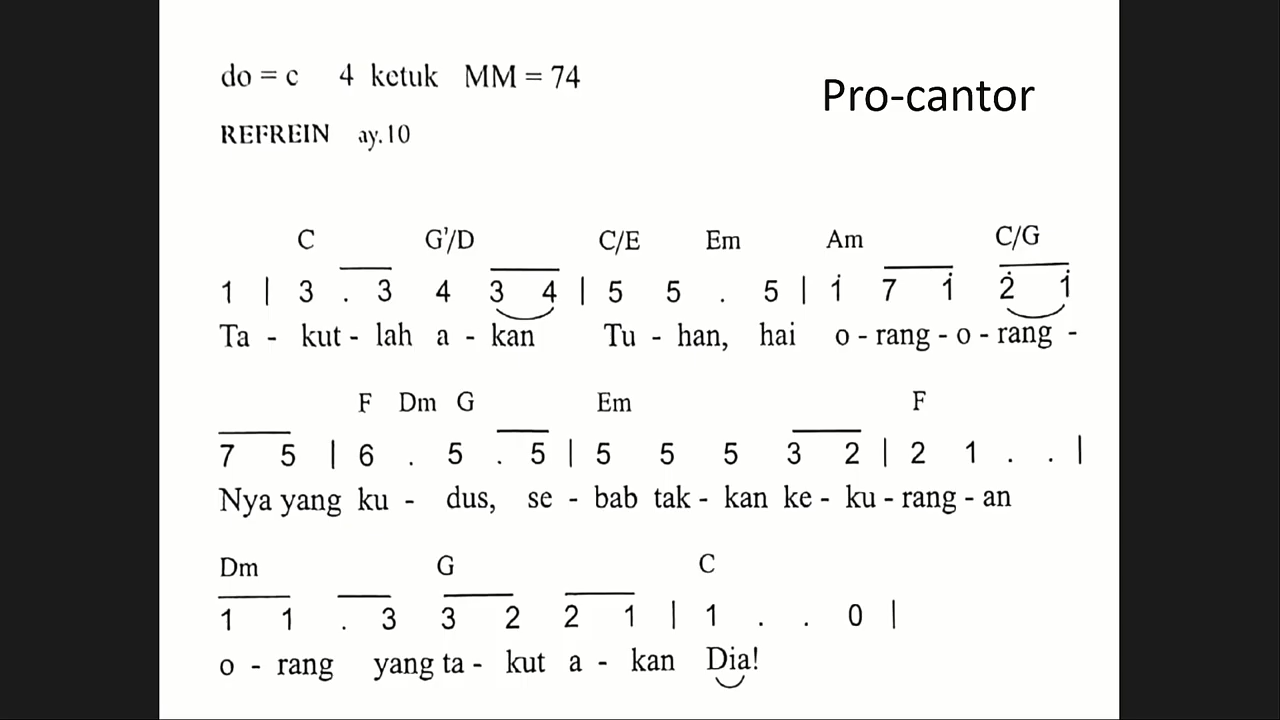 do = c 4 ketuk MM = 74
Pro-cantor
REFREIN ay.10
C G'/D C/E Em Am C/G
1 | 3 . 3 4 3 4 | 5 5 . 5 | 1̇ 7 1̇ 2̇ 1̇
Ta - kut - lah a - kan Tu - han, hai o - rang - o - rang -
F Dm G Em F
7 5 | 6 . 5 . 5 | 5 5 5 3 2 | 2 1 . . |
Nya yang ku - dus, se - bab tak - kan ke - ku - rang - an
Dm G C
1 1 . 3 3 2 2 1 | 1 . . 0 |
o - rang yang ta - kut a - kan Dia!